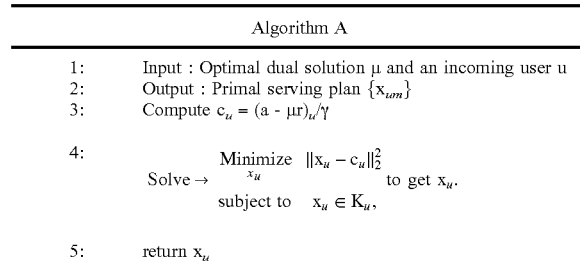 Algorithm A
1: Input : Optimal dual solution μ and an incoming user u
2: Output : Primal serving plan {x_um}
3: Compute c_u = (a - μr)_u/γ
4: Solve → Minimize_{x_u} ||x_u − c_u||_2^2 to get x_u.
subject to x_u ∈ K_u,
5: return x_u